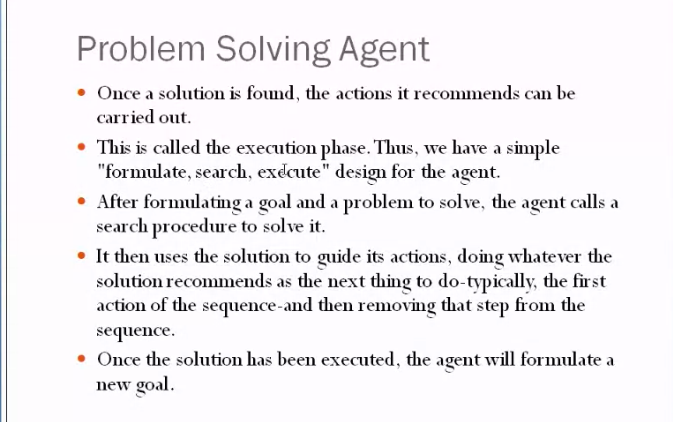 Problem Solving Agent
• Once a solution is found, the actions it recommends can be
carried out.
• This is called the execution phase. Thus, we have a simple
"formulate, search, execute" design for the agent.
• After formulating a goal and a problem to solve, the agent calls a
search procedure to solve it.
• It then uses the solution to guide its actions, doing whatever the
solution recommends as the next thing to do-typically, the first
action of the sequence-and then removing that step from the
sequence.
• Once the solution has been executed, the agent will formulate a
new goal.